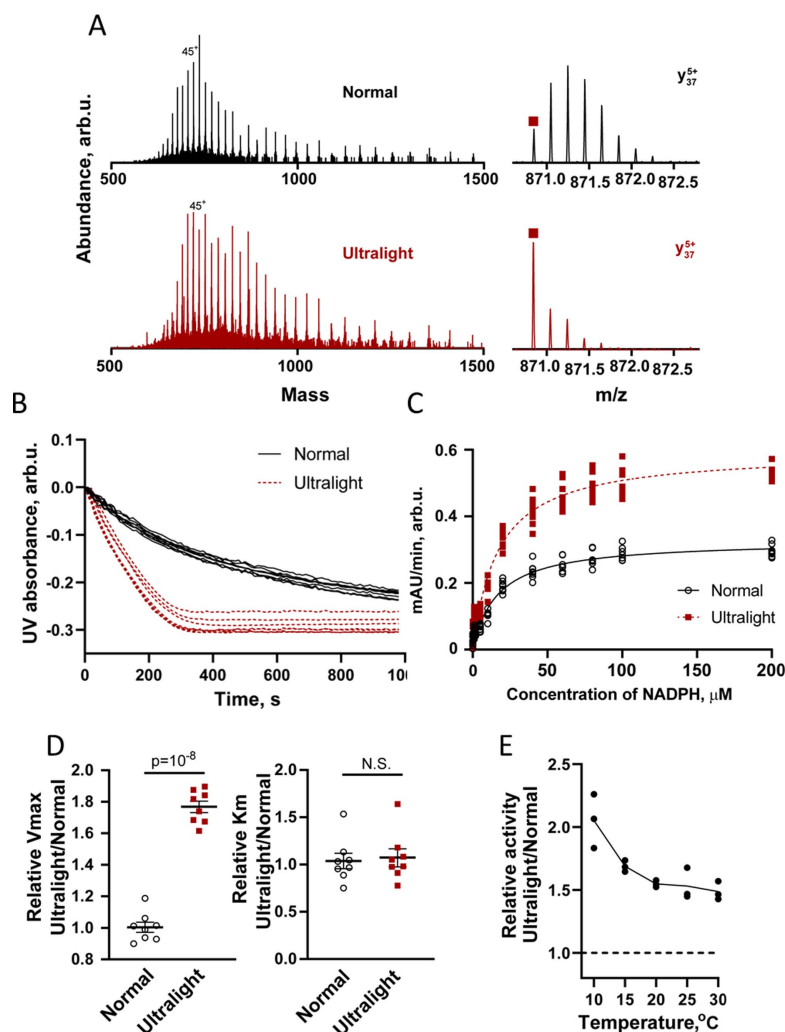 A
Abundance, arb.u.
45+
Normal
500 1000 1500
y37 5+
871.0 871.5 872.0 872.5
45+
Ultralight
500 1000 1500
Mass
y37 5+
871.0 871.5 872.0 872.5
m/z
B
UV absorbance, arb.u.
0.1
0.0
-0.1
-0.2
-0.3
Normal
Ultralight
0 200 400 600 800 100
Time, s
C
mAU/min, arb.u.
0.6
0.4
0.2
0
Normal
Ultralight
0 50 100 150 200
Concentration of NADPH, μM
D
Relative Vmax
Ultralight/Normal
p=10-8
2.0
1.8
1.6
1.4
1.2
1.0
0.8
Normal
Ultralight
Relative Km
Ultralight/Normal
N.S.
2.0
1.5
1.0
0.5
0.0
Normal
Ultralight
E
Relative activity
Ultralight/Normal
2.5
2.0
1.5
1.0
10 15 20 25 30
Temperature,oC